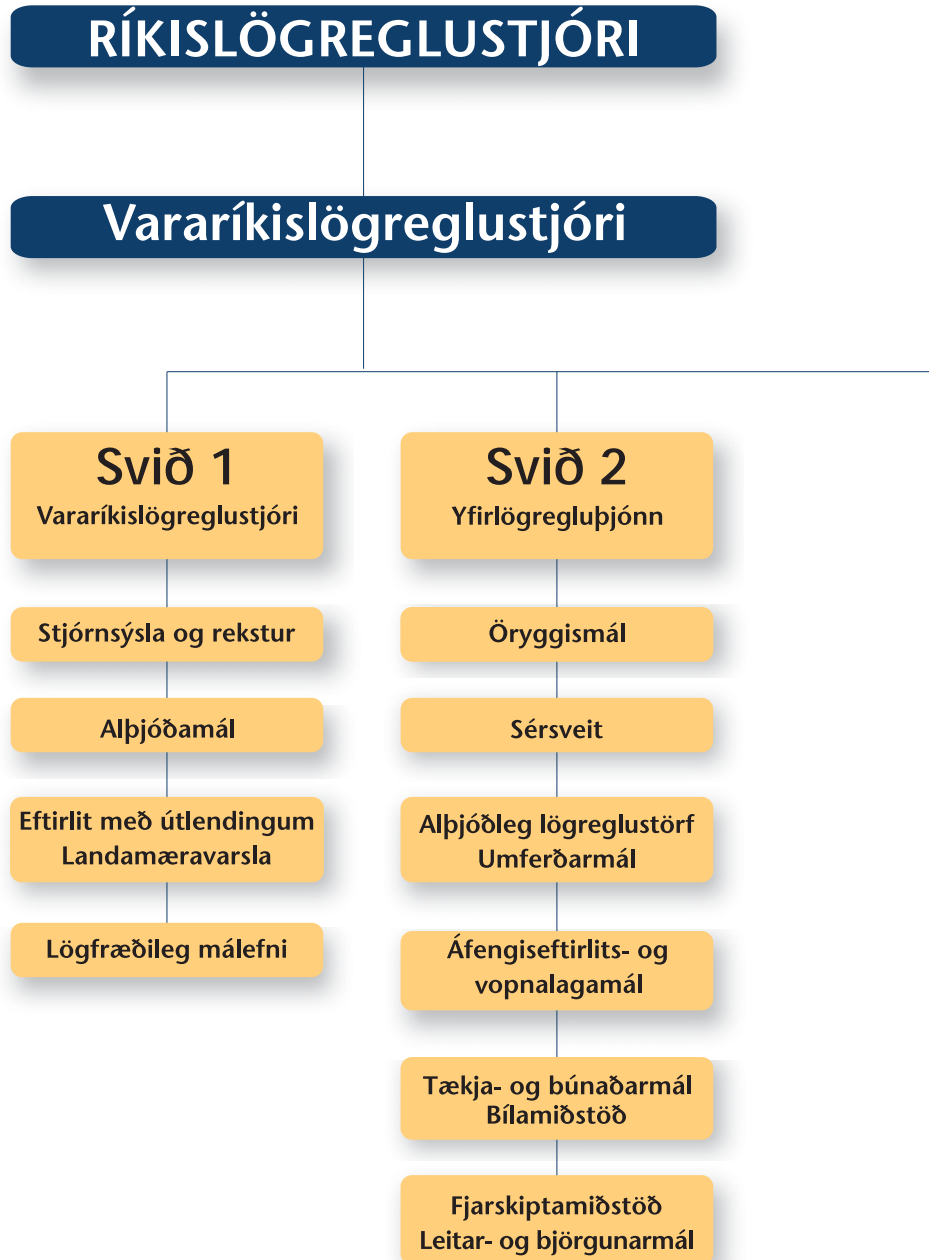 RÍKISLÖGREGLUSTJÓRI
Vararíkislögreglustjóri
Svið 1
Vararíkislögreglustjóri
Stjórnsýsla og rekstur
Alþjóðamál
Eftirlit með útlendingum
Landamæravarsla
Lögfræðileg málefni
Svið 2
Yfirlögregluþjónn
Öryggismál
Sérsveit
Alþjóðleg lögreglustörf
Umferðarmál
Áfengiseftirlits- og
vopnalagamál
Tækja- og búnaðarmál
Bílamiðstöð
Fjarskiptamiðstöð
Leitar- og björgunarmál